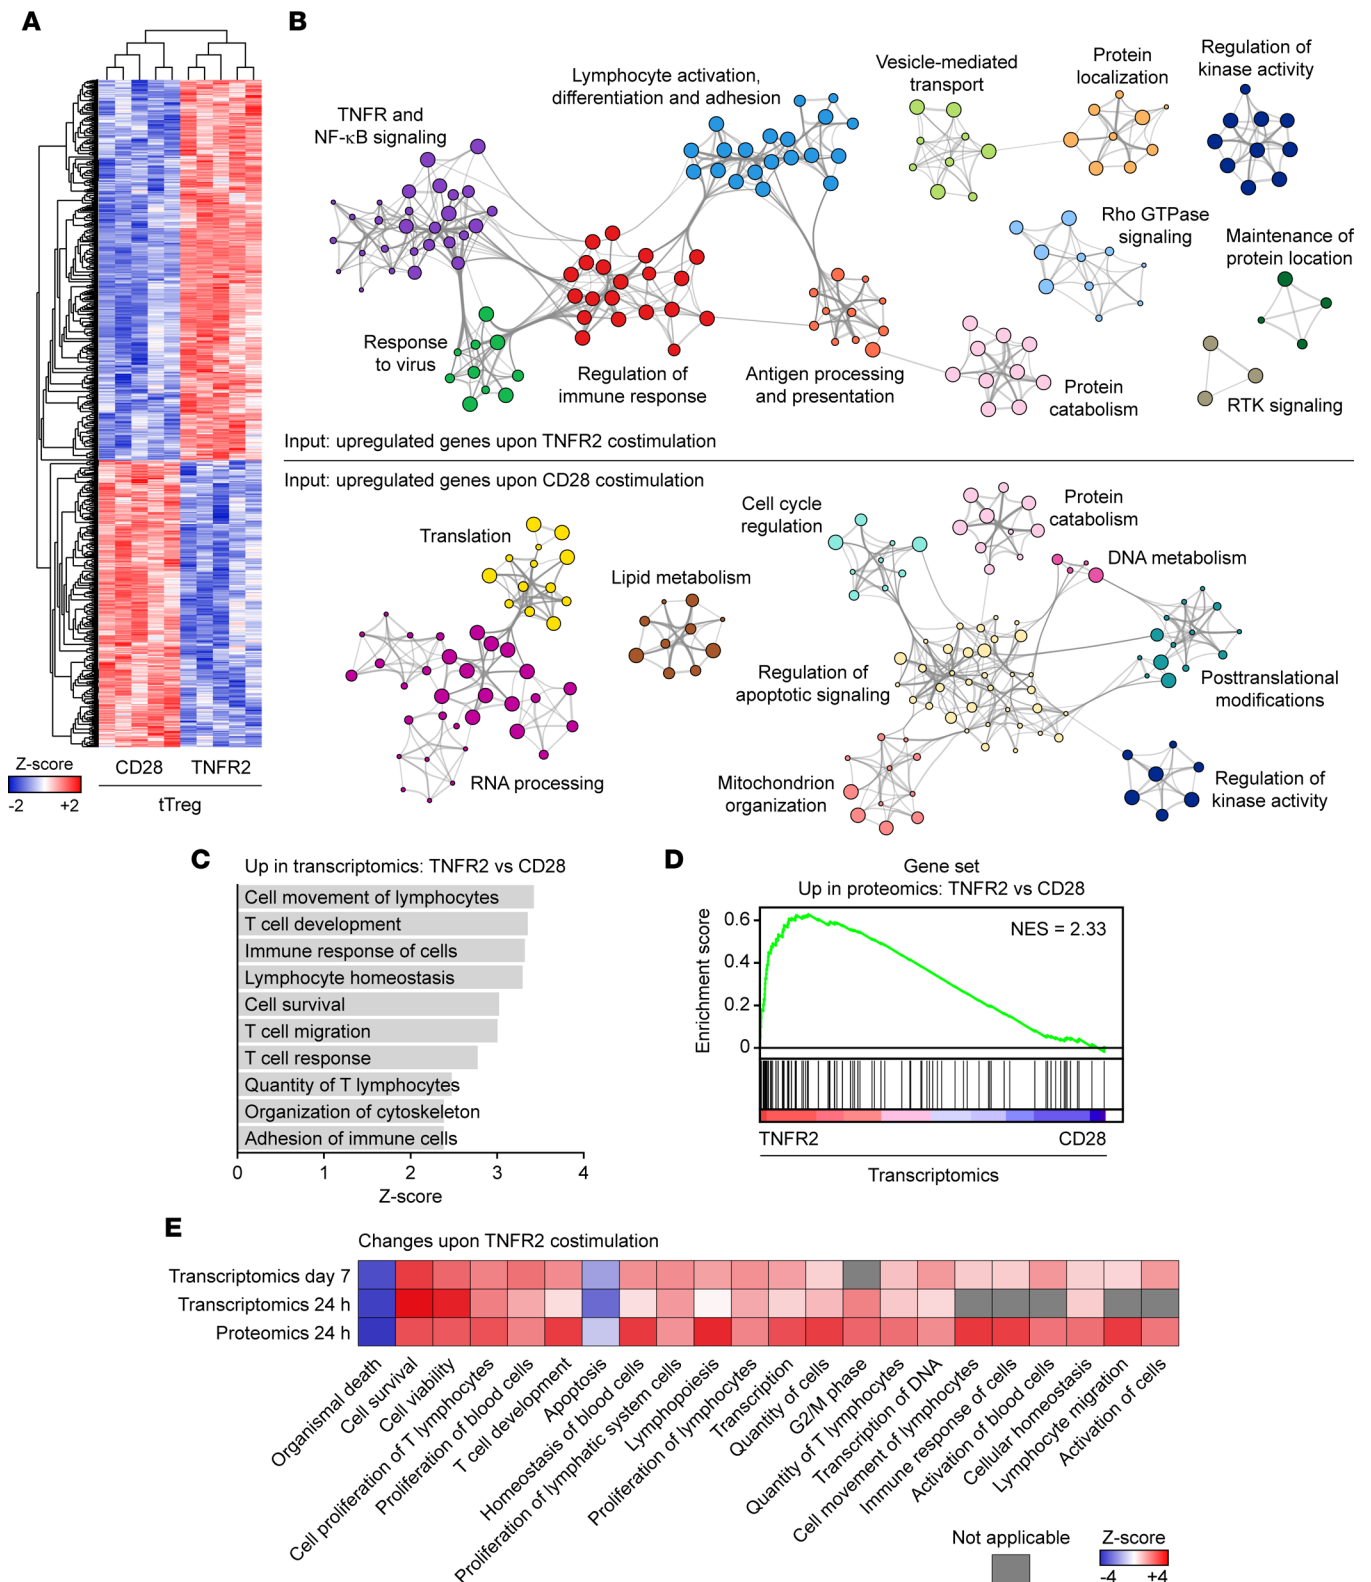 A
Z-score
-2
+2
CD28
TNFR2
tTreg
B
TNFR and
NF-κB signaling
Lymphocyte activation,
differentiation and adhesion
Vesicle-mediated
transport
Protein
localization
Regulation of
kinase activity
Rho GTPase
signaling
Maintenance of
protein location
Response
to virus
Regulation of
immune response
Antigen processing
and presentation
Protein
catabolism
RTK signaling
Input: upregulated genes upon TNFR2 costimulation
Input: upregulated genes upon CD28 costimulation
Translation
Lipid metabolism
Cell cycle
regulation
Protein
catabolism
DNA metabolism
Regulation of
apoptotic signaling
Posttranslational
modifications
RNA processing
Mitochondrion
organization
Regulation of
kinase activity
C
Up in transcriptomics: TNFR2 vs CD28
Cell movement of lymphocytes
T cell development
Immune response of cells
Lymphocyte homeostasis
Cell survival
T cell migration
T cell response
Quantity of T lymphocytes
Organization of cytoskeleton
Adhesion of immune cells
0 1 2 3 4
Z-score
D
Gene set
Up in proteomics: TNFR2 vs CD28
NES = 2.33
Enrichment score
0.6
0.4
0.2
0
TNFR2
CD28
Transcriptomics
E
Changes upon TNFR2 costimulation
Transcriptomics day 7
Transcriptomics 24 h
Proteomics 24 h
Organismal death
Cell survival
Cell viability
Cell proliferation of T lymphocytes
Proliferation of blood cells
T cell development
Apoptosis
Homeostasis of blood cells
Proliferation of lymphatic system cells
Lymphopoiesis
Proliferation of lymphocytes
Transcription
Quantity of cells
G2/M phase
Quantity of T lymphocytes
Transcription of DNA
Cell movement of lymphocytes
Immune response of cells
Activation of blood cells
Cellular homeostasis
Lymphocyte migration
Activation of cells
Not applicable
Z-score
-4
+4